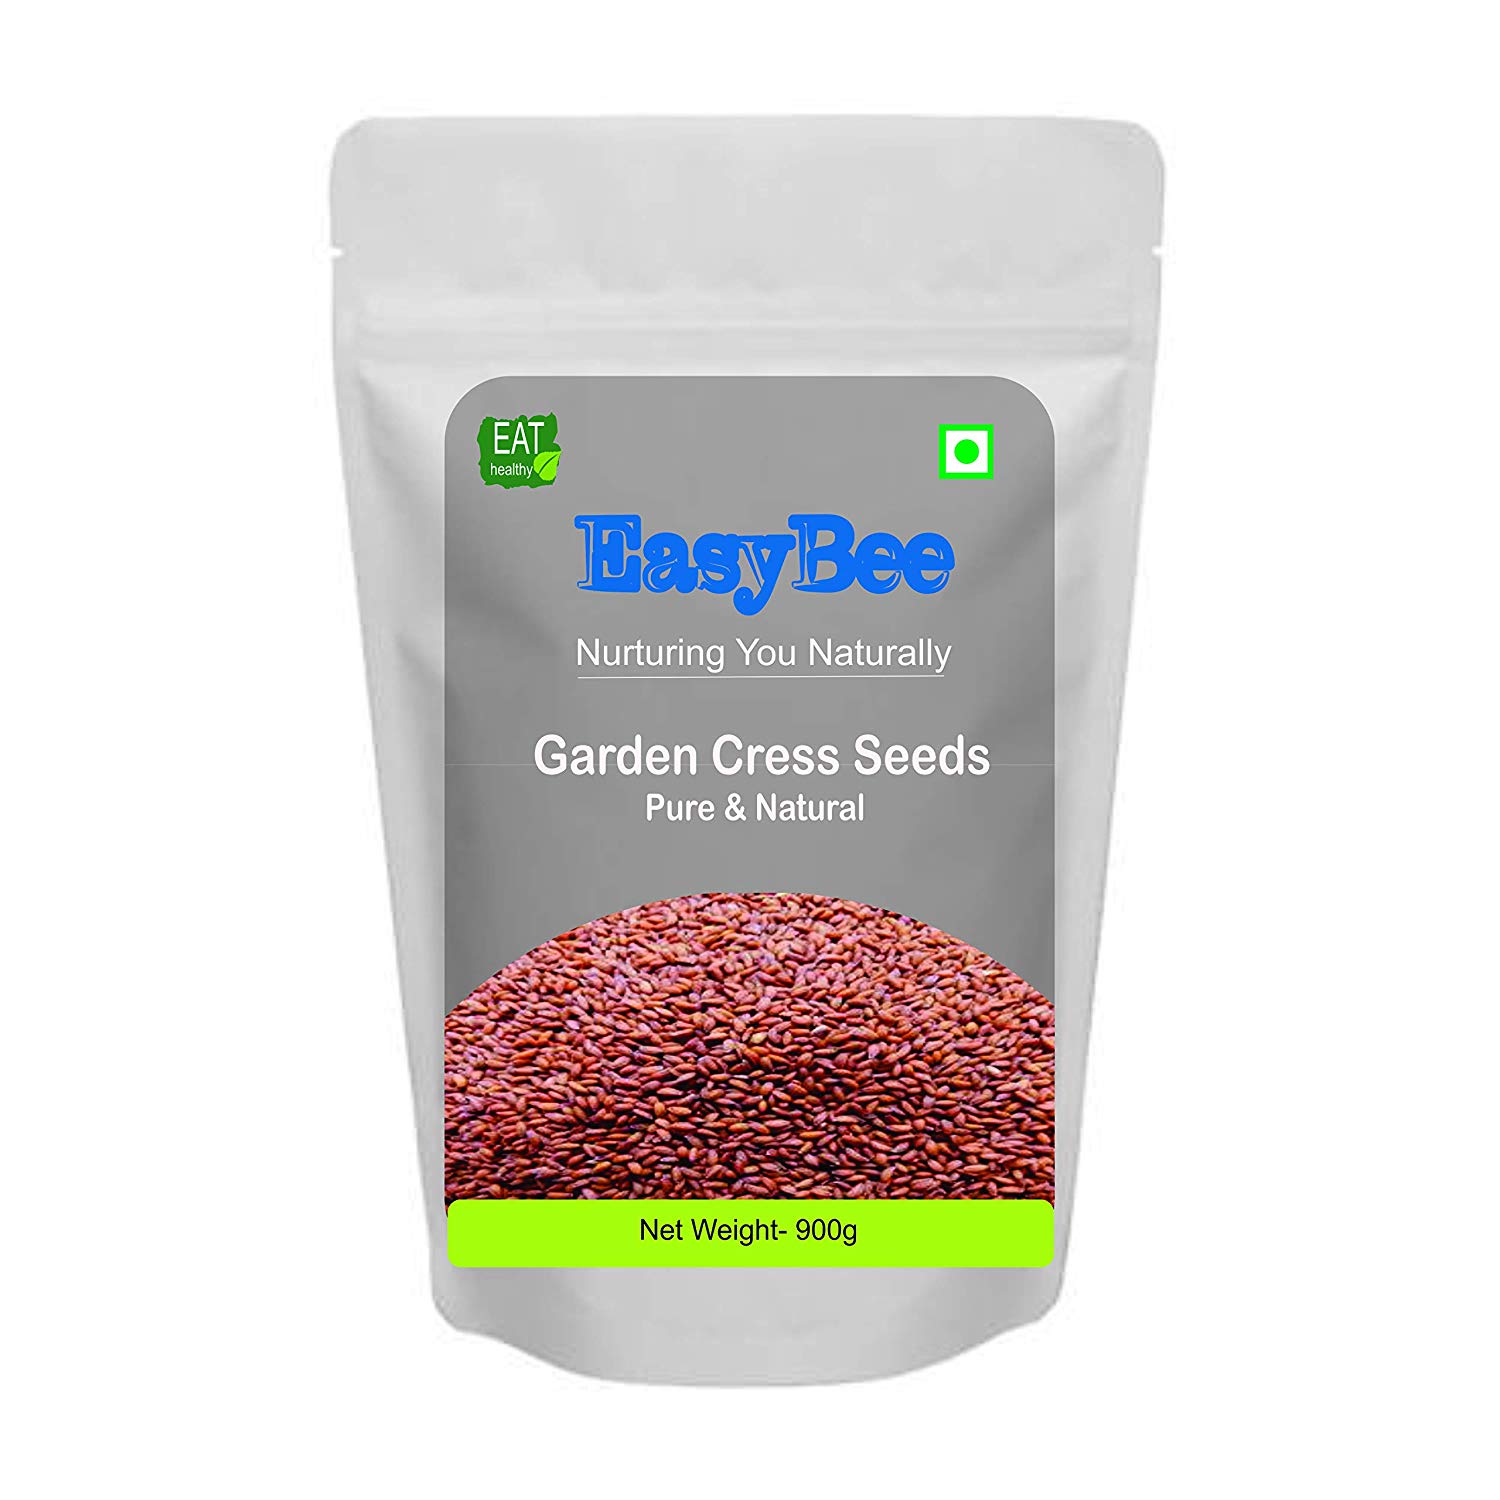 EAT
healthy
EasyBee
Nurturing You Naturally
Garden Cress Seeds
Pure & Natural
Net Weight- 900g